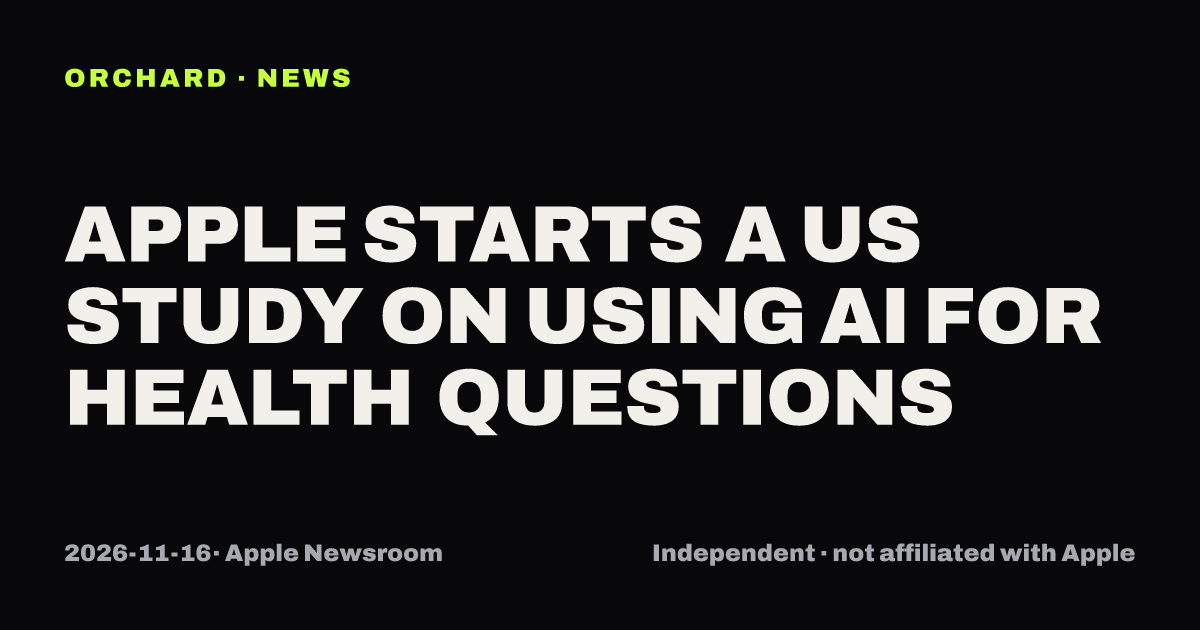 ORCHARD · NEWS
APPLE STARTS A US
STUDY ON USING AI FOR
HEALTH QUESTIONS
2026-11-16· Apple Newsroom
Independent · not affiliated with Apple